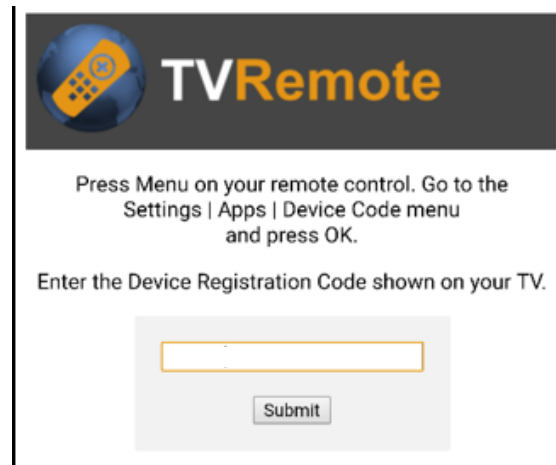 TVRemote
Press Menu on your remote control. Go to the
Settings | Apps | Device Code menu
and press OK.
Enter the Device Registration Code shown on your TV.
Submit